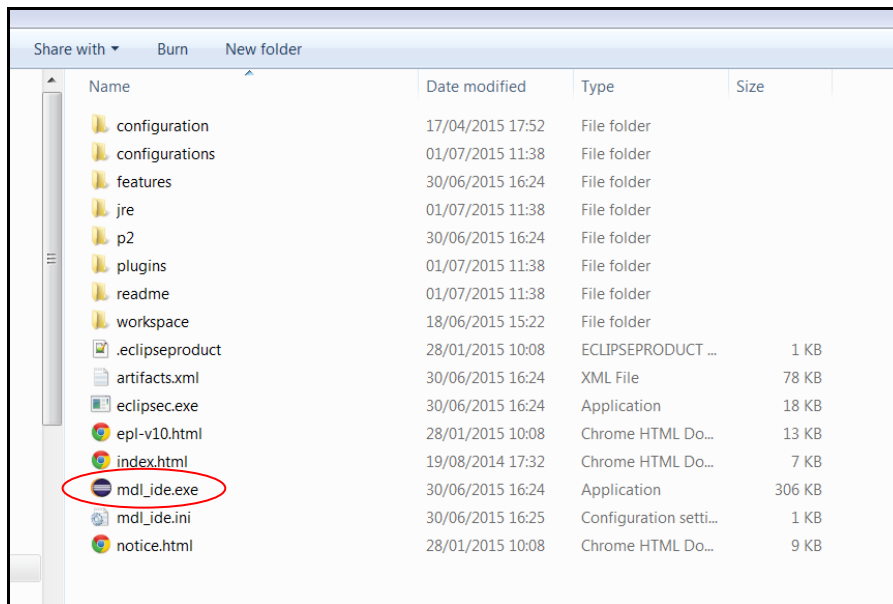 Share with Burn New folder
Name Date modified Type Size
configuration 17/04/2015 17:52 File folder
configurations 01/07/2015 11:38 File folder
features 30/06/2015 16:24 File folder
jre 01/07/2015 11:38 File folder
p2 30/06/2015 16:24 File folder
plugins 01/07/2015 11:38 File folder
readme 01/07/2015 11:38 File folder
workspace 18/06/2015 15:22 File folder
.eclipseproduct 28/01/2015 10:08 ECLIPSEPRODUCT ... 1 KB
artifacts.xml 30/06/2015 16:24 XML File 78 KB
eclipsec.exe 30/06/2015 16:24 Application 18 KB
epl-v10.html 28/01/2015 10:08 Chrome HTML Do... 13 KB
index.html 19/08/2014 17:32 Chrome HTML Do... 7 KB
mdl_ide.exe 30/06/2015 16:24 Application 306 KB
mdl_ide.ini 30/06/2015 16:25 Configuration setti... 1 KB
notice.html 28/01/2015 10:08 Chrome HTML Do... 9 KB